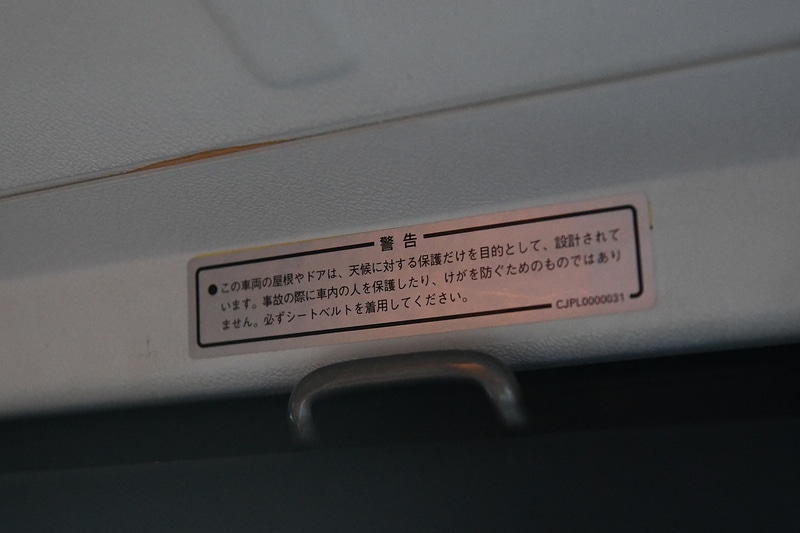 警告
●この車両の屋根やドアは、天候に対する保護だけを目的として、設計されて
います。事故の際に車内の人を保護したり、けがを防ぐためのものではあり
ません。必ずシートベルトを着用してください。
CJPL0000031